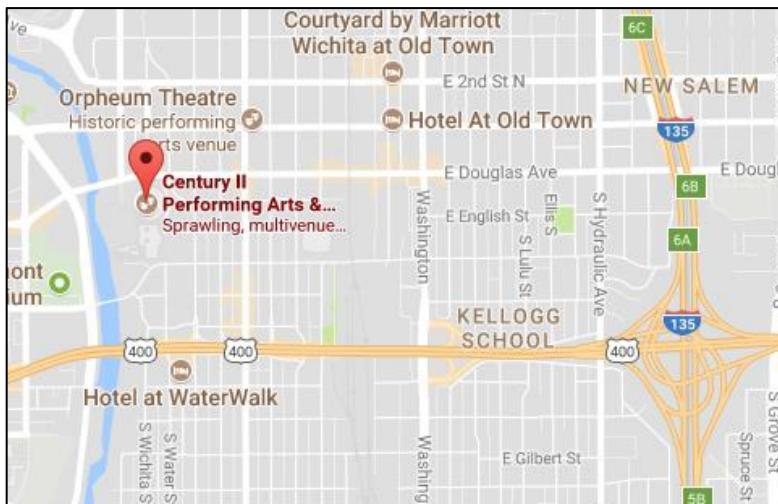 Courtyard by Marriott
Wichita at Old Town
6C
ve
E 2nd St N
NEW SALEM
Orpheum Theatre
Historic performing
rts venue
Hotel At Old Town
135
E Douglas Ave
E Doug
Century II
Performing Arts &...
Sprawling, multivenue...
6B
E English St
Ellis S
S Hydraulic Ave
Washington
S Lulu St
6A
mont
ium
KELLOGG
SCHOOL
135
400
400
400
Hotel at WaterWalk
S Wichita S
S Water S
Washing
E Gilbert St
S Grove St
Spruce St
5B